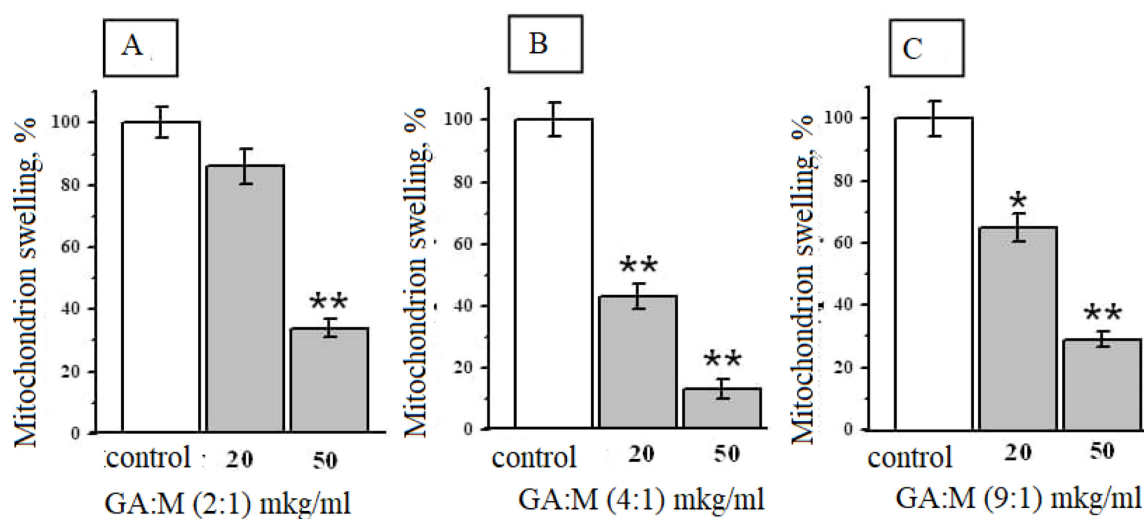 A
Mitochondrion swelling, %
100
80
60
40
20
0
**
control 20 50
GA:M (2:1) mkg/ml
B
Mitochondrion swelling, %
100
80
60
40
20
0
**
**
control 20 50
GA:M (4:1) mkg/ml
C
Mitochondrion swelling, %
100
80
60
40
20
0
*
**
control 20 50
GA:M (9:1) mkg/ml